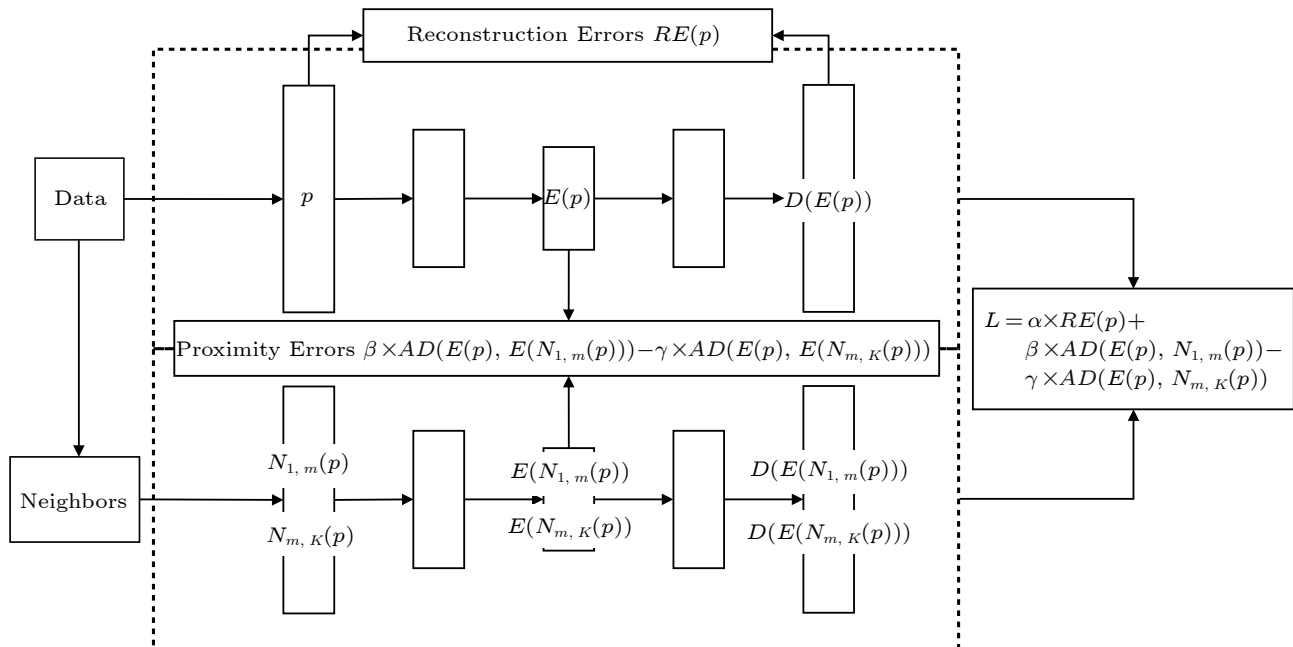 Reconstruction Errors RE(p)
Data
p
E(p)
D(E(p))
Proximity Errors β×AD(E(p), E(N1, m(p)))−γ×AD(E(p), E(Nm, K(p)))
L=α×RE(p)+
β×AD(E(p), N1, m(p))−
γ×AD(E(p), Nm, K(p))
Neighbors
N1, m(p)
Nm, K(p)
E(N1, m(p))
E(Nm, K(p))
D(E(N1, m(p)))
D(E(Nm, K(p)))